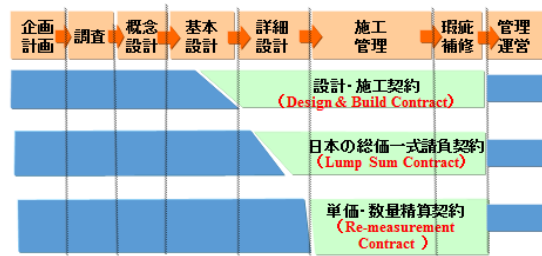 企画
計画
調査
概念
設計
基本
設計
詳細
設計
施工
管理
瑕疵
補修
管理
運営
設計・施工契約
（Design & Build Contract）
日本の総価一式請負契約
（Lump Sum Contract）
単価・数量精算契約
（Re-measurement
Contract ）